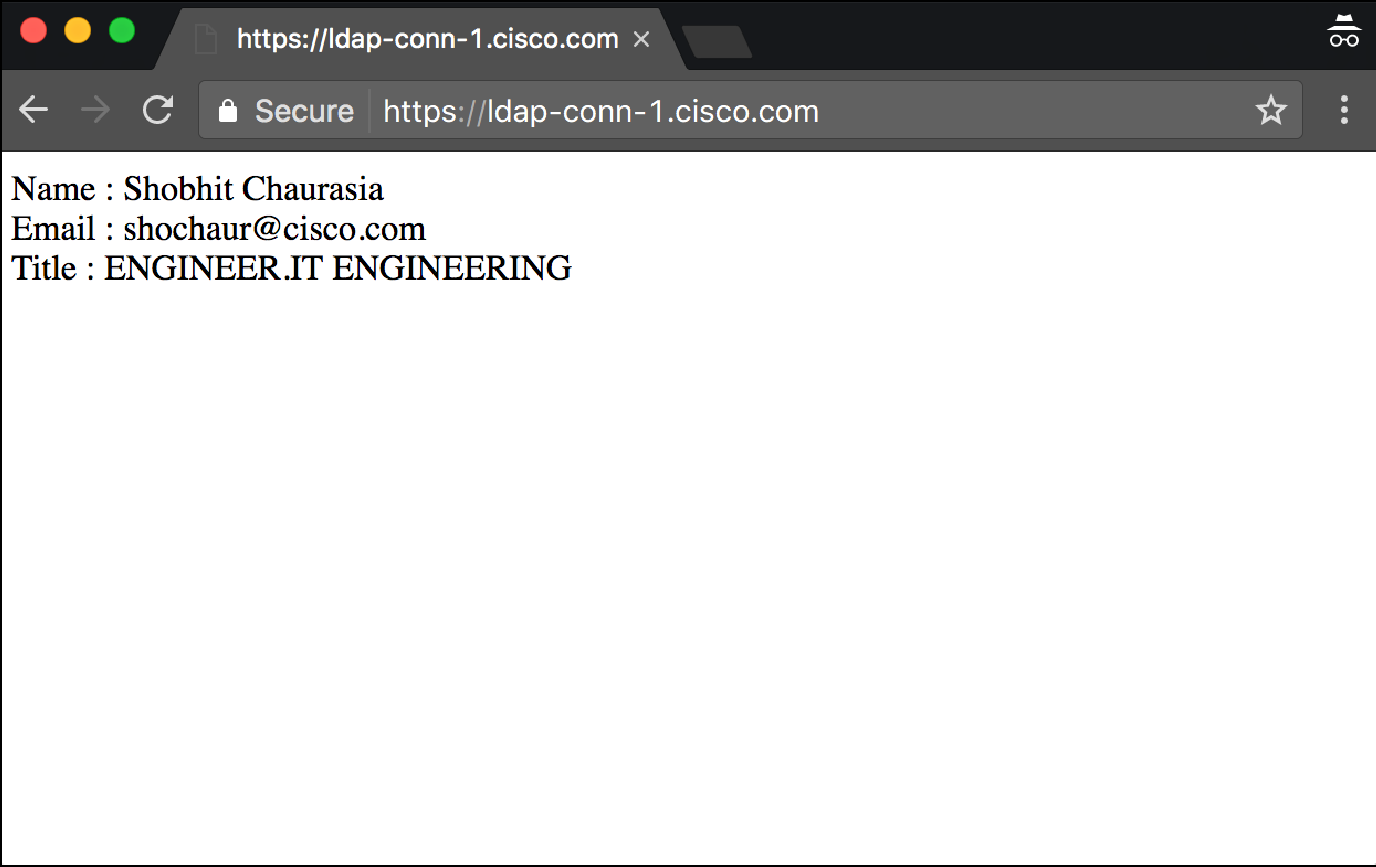 https://ldap-conn-1.cisco.com
Secure https://ldap-conn-1.cisco.com
Name : Shobhit Chaurasia
Email : shochaur@cisco.com
Title : ENGINEER.IT ENGINEERING